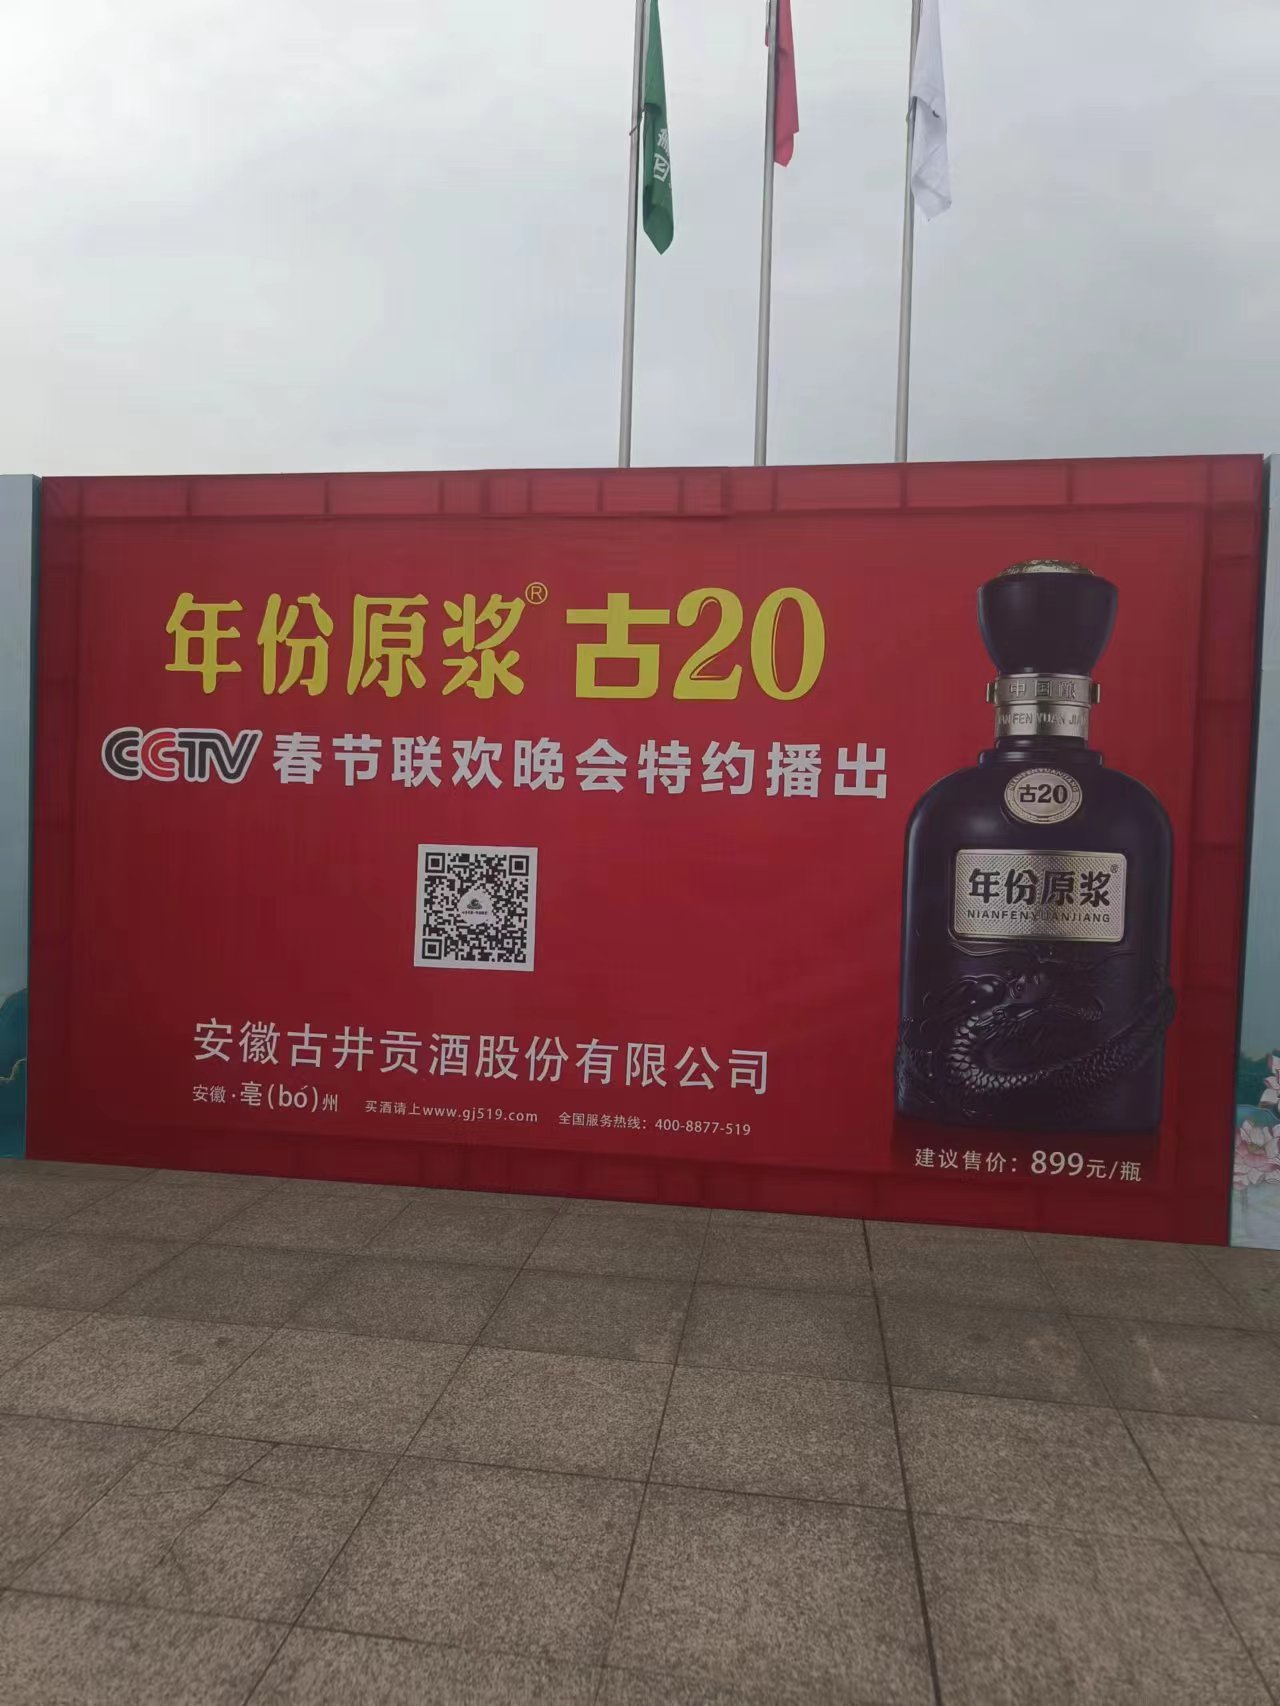 年份原浆® 古20
CCTV 春节联欢晚会特约播出
安徽古井贡酒股份有限公司
安徽·亳(bó)州 买酒请上www.gj519.com 全国服务热线：400-8877-519
中国酿
古20
年份原浆®
NIANFENYUANJIANG
建议售价：899元/瓶